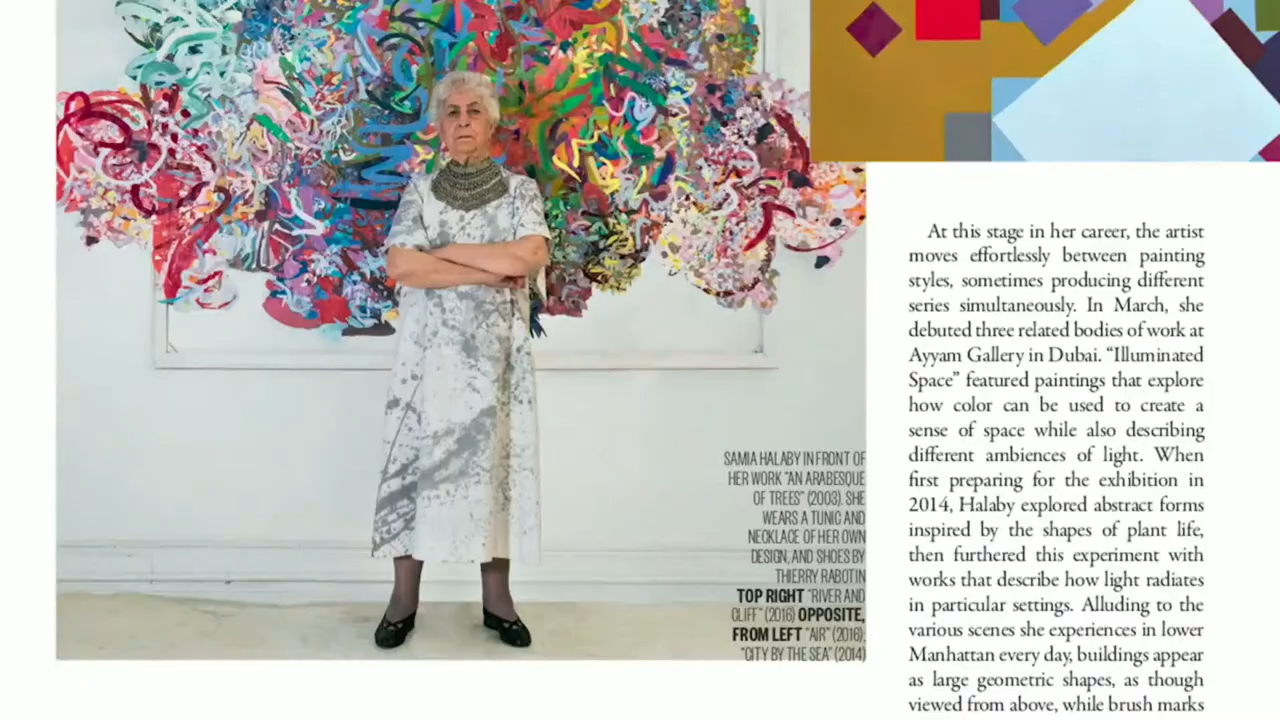 SAMIA HALABY IN FRONT OF
HER WORK "AN ARABESQUE
OF TREES" (2003). SHE
WEARS A TUNIC AND
NECKLACE OF HER OWN
DESIGN, AND SHOES BY
THIERRY RABOTIN
TOP RIGHT "RIVER AND
CLIFF" (2016) OPPOSITE,
FROM LEFT "AIR" (2016);
"CITY BY THE SEA" (2014)
At this stage in her career, the artist
moves effortlessly between painting
styles, sometimes producing different
series simultaneously. In March, she
debuted three related bodies of work at
Ayyam Gallery in Dubai. “Illuminated
Space” featured paintings that explore
how color can be used to create a
sense of space while also describing
different ambiences of light. When
first preparing for the exhibition in
2014, Halaby explored abstract forms
inspired by the shapes of plant life,
then furthered this experiment with
works that describe how light radiates
in particular settings. Alluding to the
various scenes she experiences in lower
Manhattan every day, buildings appear
as large geometric shapes, as though
viewed from above, while brush marks